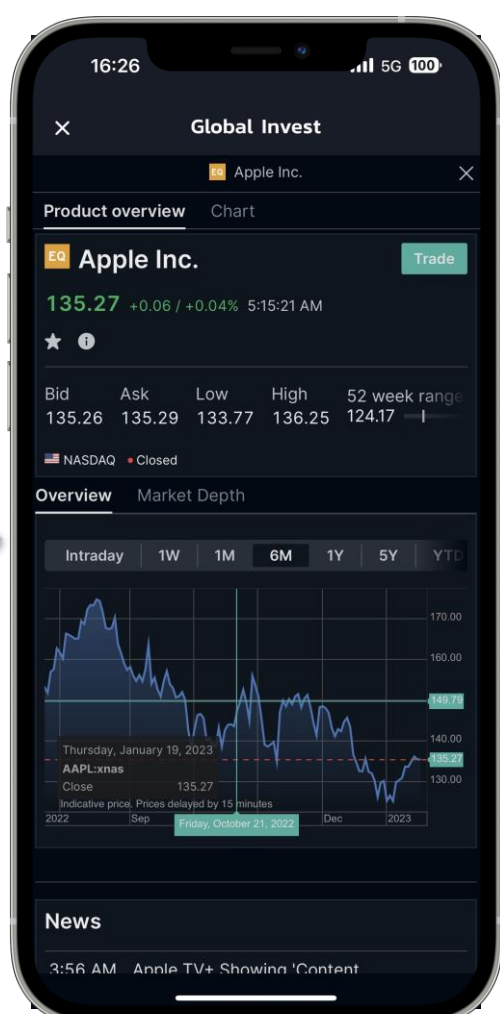 16:26 5G 100
Global Invest
EQ Apple Inc.
Product overview Chart
EQ Apple Inc. Trade
135.27 +0.06 / +0.04% 5:15:21 AM
Bid Ask Low High 52 week range
135.26 135.29 133.77 136.25 124.17
NASDAQ • Closed
Overview Market Depth
Intraday 1W 1M 6M 1Y 5Y YTD
170.00
160.00
149.79
140.00
135.27
130.00
Thursday, January 19, 2023
AAPL:xnas
Close 135.27
Indicative price. Prices delayed by 15 minutes
2022 Sep Friday, October 21, 2022 Dec 2023
News
3:56 AM Apple TV+ Showing 'Content